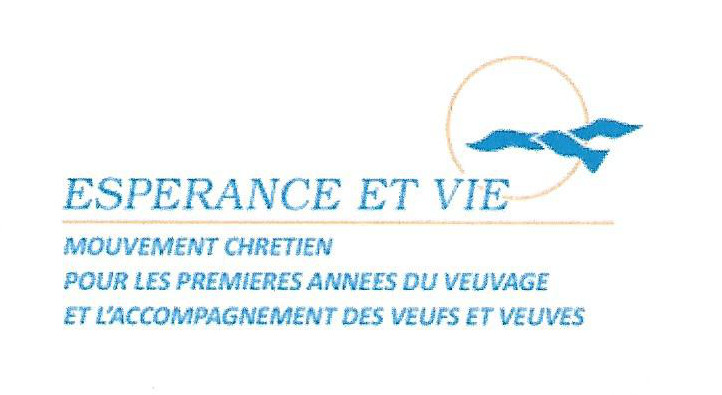 ESPERANCE ET VIE
MOUVEMENT CHRETIEN
POUR LES PREMIERES ANNEES DU VEUVAGE
ET L'ACCOMPAGNEMENT DES VEUFS ET VEUVES